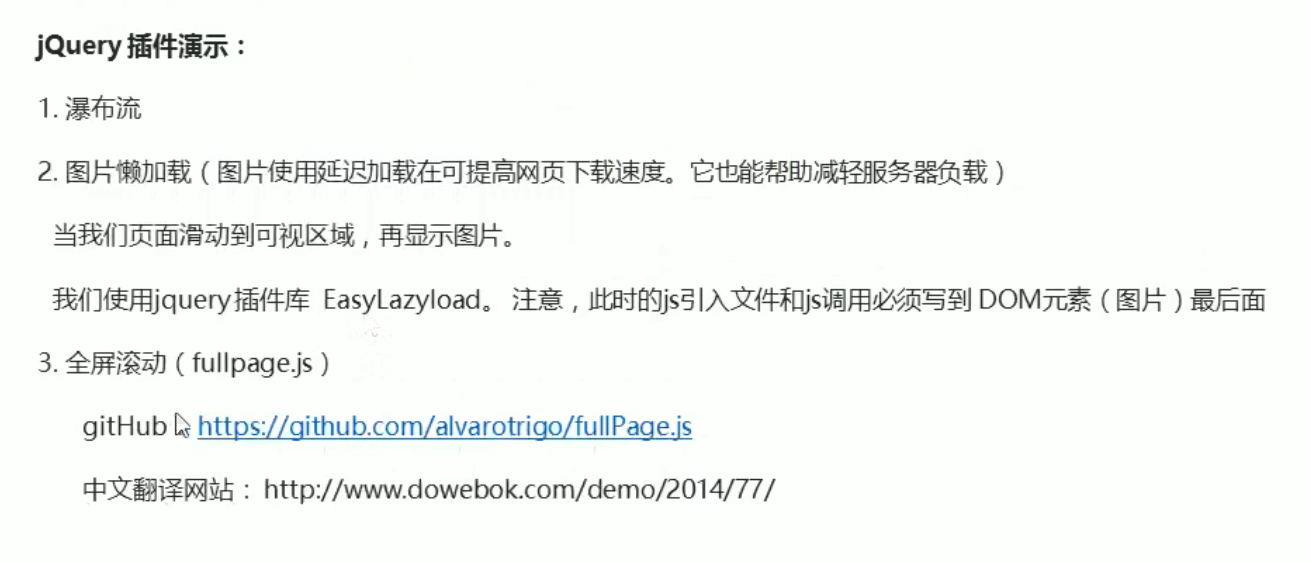 jQuery 插件演示：
1. 瀑布流
2. 图片懒加载（图片使用延迟加载在可提高网页下载速度。它也能帮助减轻服务器负载）
当我们页面滑动到可视区域，再显示图片。
我们使用jquery插件库 EasyLazyload。 注意，此时的js引入文件和js调用必须写到 DOM元素（图片）最后面
3. 全屏滚动（fullpage.js）
gitHub https://github.com/alvarotrigo/fullPage.js
中文翻译网站： http://www.dowebok.com/demo/2014/77/